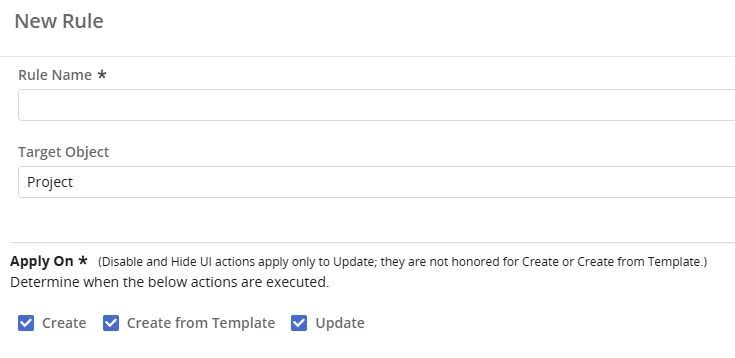 New Rule
Rule Name *
Target Object
Project
Apply On * (Disable and Hide UI actions apply only to Update; they are not honored for Create or Create from Template.)
Determine when the below actions are executed.
Create Create from Template Update